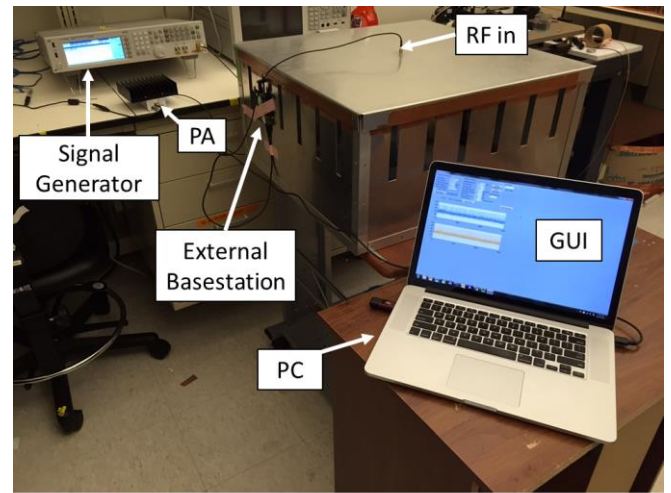 RF in
PA
Signal
Generator
External
Basestation
GUI
PC